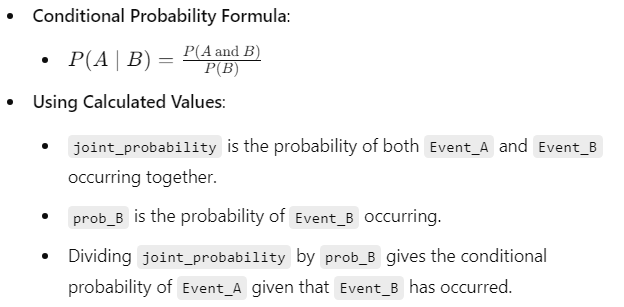 • Conditional Probability Formula:
• P(A | B) = P(A and B) / P(B)
• Using Calculated Values:
• joint_probability is the probability of both Event_A and Event_B
occurring together.
• prob_B is the probability of Event_B occurring.
• Dividing joint_probability by prob_B gives the conditional
probability of Event_A given that Event_B has occurred.